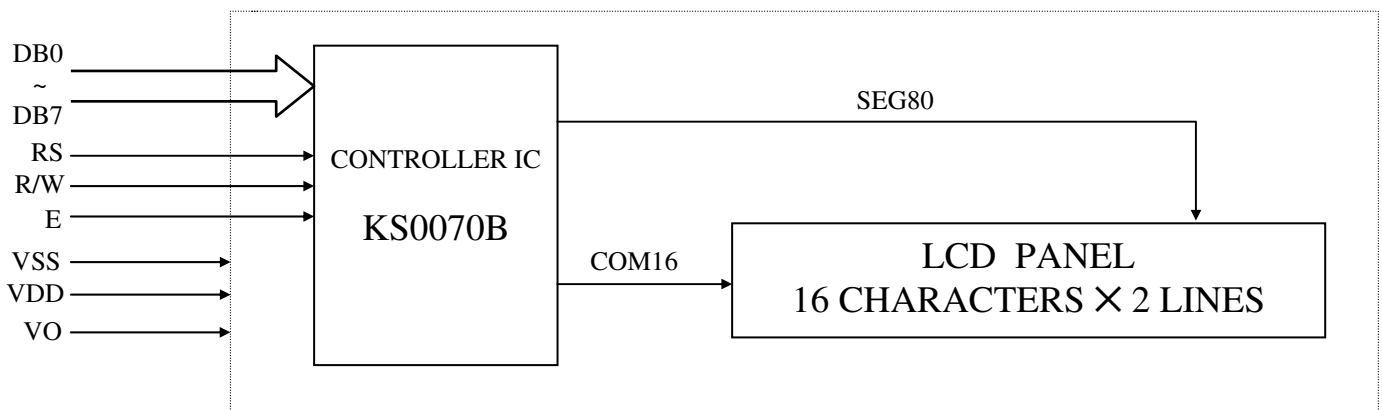 DB0
~
DB7
RS
R/W
E
VSS
VDD
VO
CONTROLLER IC
KS0070B
SEG80
COM16
LCD PANEL
16 CHARACTERS × 2 LINES